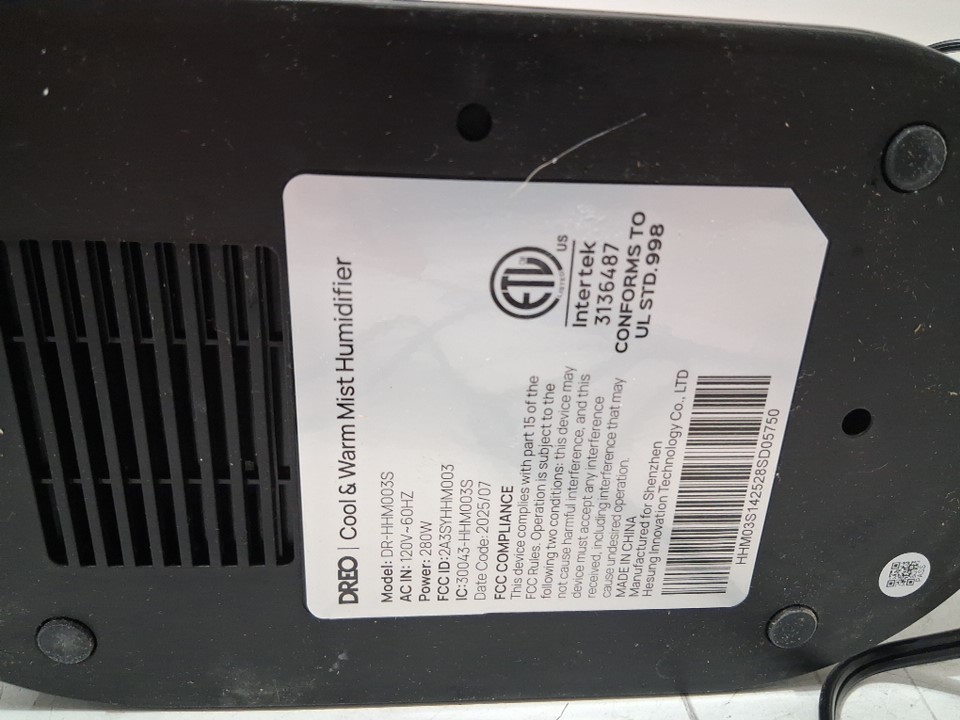 DREO | Cool & Warm Mist Humidifier
Model: DR-HHM003S
AC IN: 120V~60HZ
Power: 280W
FCC ID:2A3SYHHM003
IC:30043-HHM003S
Date Code: 2025/07
FCC COMPLIANCE
This device complies with part 15 of the
FCC Rules. Operation is subject to the
following two conditions: this device may
not cause harmful interference, and this
device must accept any interference
received, including interference that may
cause undesired operation.
MADE IN CHINA
Manufactured for Shenzhen
Hesung Innovation Technology Co., LTD
HHM03S142528SD05750
ETL
LISTED
US
Intertek
3136487
CONFORMS TO
UL STD.998
PASS